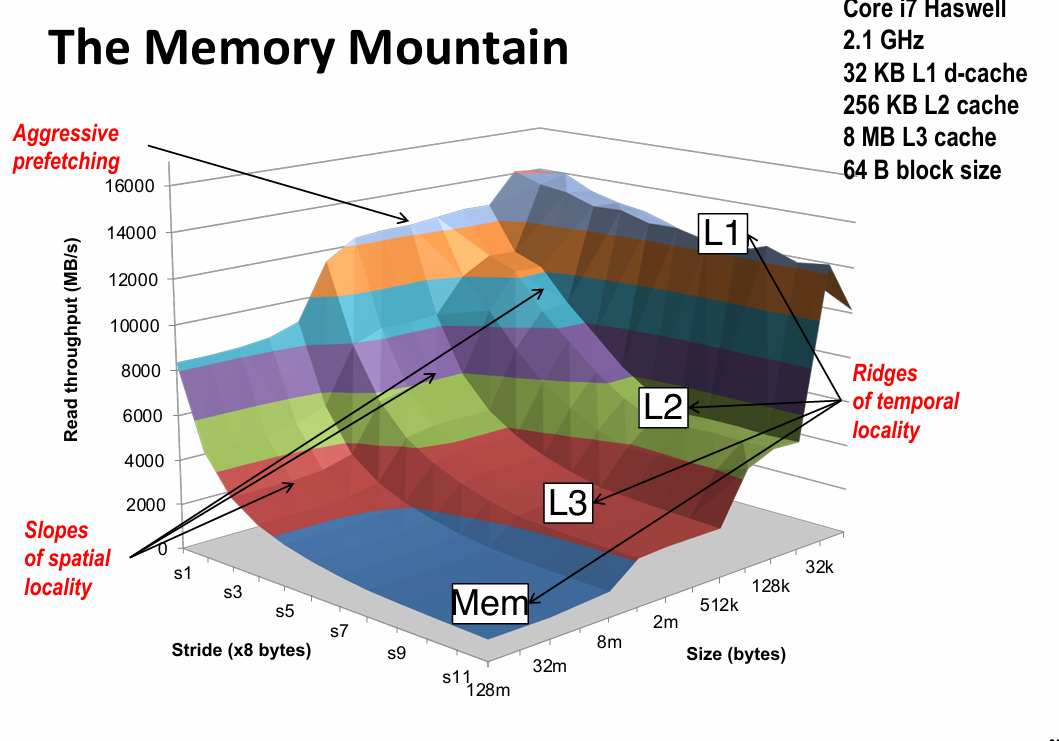 The Memory Mountain
Core i7 Haswell
2.1 GHz
32 KB L1 d-cache
256 KB L2 cache
8 MB L3 cache
64 B block size
Aggressive
prefetching
16000
14000
12000
10000
8000
6000
4000
2000
0
Read throughput (MB/s)
L1
L2
L3
Mem
Ridges
of temporal
locality
Slopes
of spatial
locality
s1
s3
s5
s7
s9
s11
Stride (x8 bytes)
128m
32m
8m
2m
512k
128k
32k
Size (bytes)